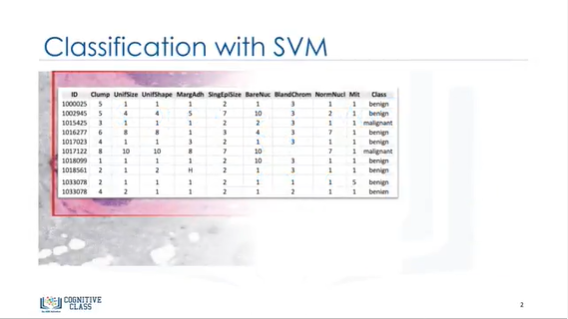 Classification with SVM
ID Clump UnifSize UnifShape MargAdh SingEpiSize BareNuc BlandChrom NormNucl Mit Class
1000025 5 1 1 1 2 1 3 1 1 benign
1002945 5 4 4 5 7 10 3 2 1 benign
1015425 3 1 1 1 2 2 3 1 1 malignant
1016277 6 8 8 1 3 4 3 7 1 benign
1017023 4 1 1 3 2 1 3 1 1 benign
1017122 8 10 10 8 7 10 7 1 malignant
1018099 1 1 1 1 2 10 3 1 1 benign
1018561 2 1 2 H 2 1 3 1 1 benign
1033078 2 1 1 1 2 1 1 1 5 benign
1033078 4 2 1 1 2 1 2 1 1 benign
COGNITIVE
CLASS
2